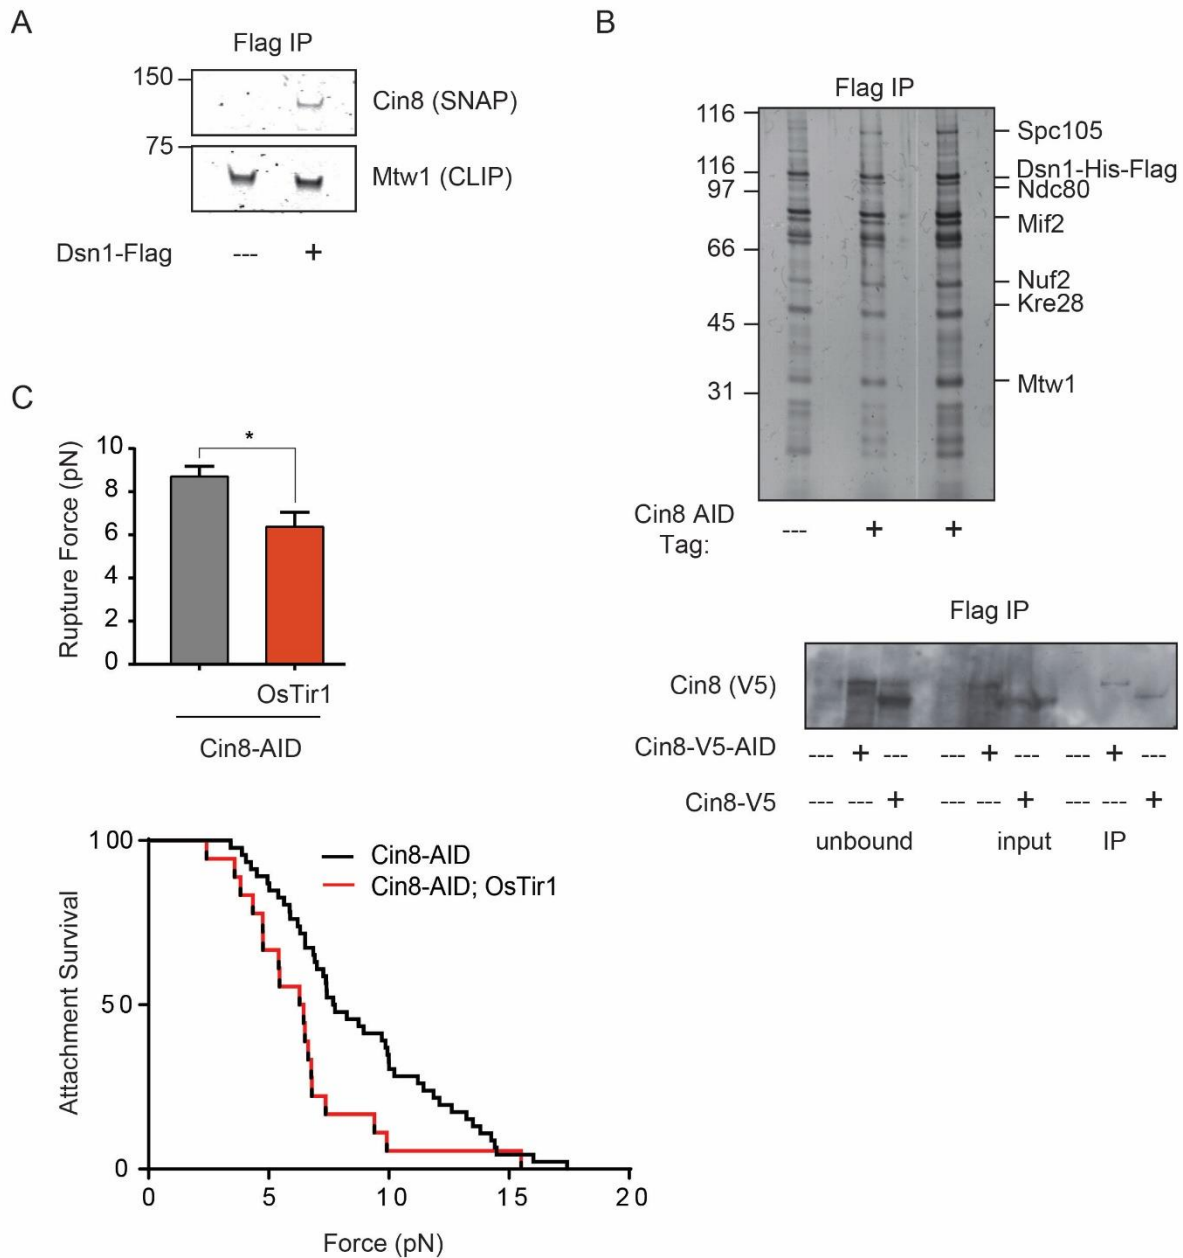 A
Flag IP
150
Cin8 (SNAP)
75
Mtw1 (CLIP)
Dsn1-Flag --- +
B
Flag IP
116
Spc105
116
Dsn1-His-Flag
97
Ndc80
Mif2
66
Nuf2
Kre28
45
Mtw1
31
Cin8 AID
Tag:
--- + +
Flag IP
Cin8 (V5)
Cin8-V5-AID --- + --- --- + --- --- + ---
Cin8-V5 --- --- + --- --- + --- --- +
unbound input IP
C
Rupture Force (pN)
10
8
6
4
2
0
*
OsTir1
Cin8-AID
Attachment Survival
100
50
0
Cin8-AID
Cin8-AID; OsTir1
0 5 10 15 20
Force (pN)